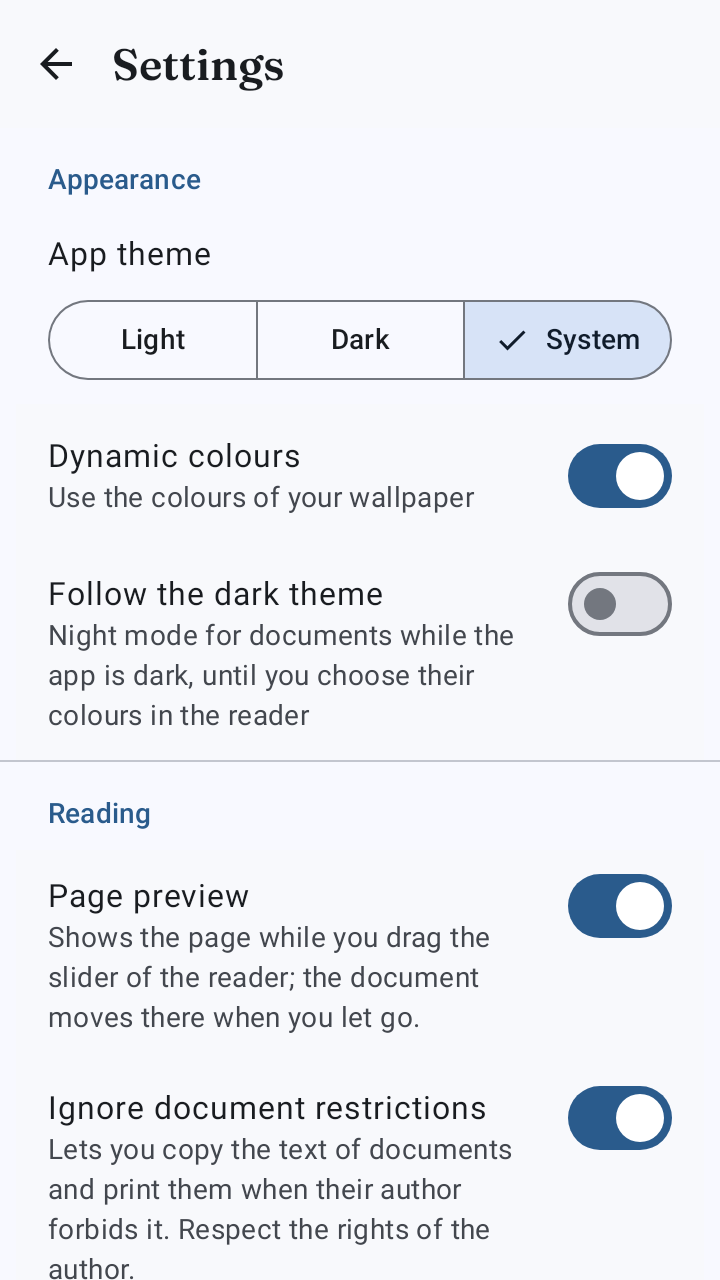 Settings
Appearance
App theme
Light
Dark
System
Dynamic colours
Use the colours of your wallpaper
Follow the dark theme
Night mode for documents while the
app is dark, until you choose their
colours in the reader
Reading
Page preview
Shows the page while you drag the
slider of the reader; the document
moves there when you let go.
Ignore document restrictions
Lets you copy the text of documents
and print them when their author
forbids it. Respect the rights of the
author.